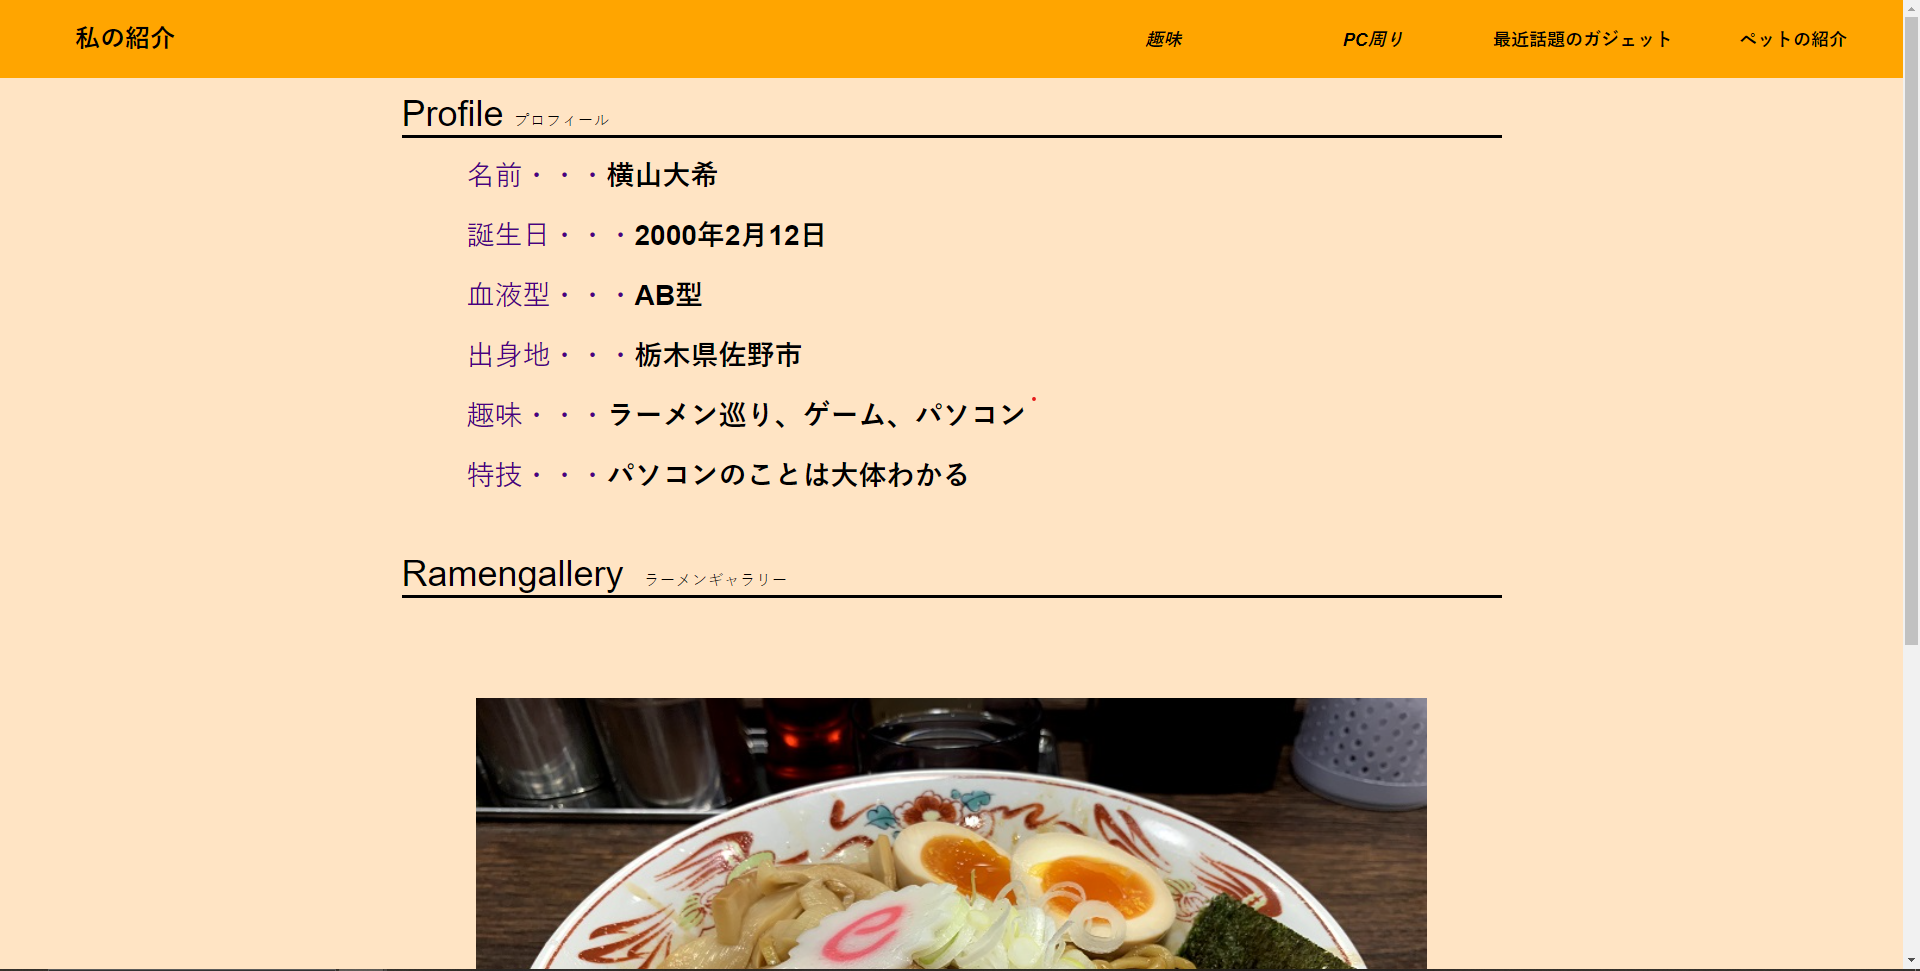 私の紹介 趣味 PC周り 最近話題のガジェット ペットの紹介
Profile プロフィール
名前・・・横山大希
誕生日・・・2000年2月12日
血液型・・・AB型
出身地・・・栃木県佐野市
趣味・・・ラーメン巡り、ゲーム、パソコン
特技・・・パソコンのことは大体わかる
Ramengallery ラーメンギャラリー